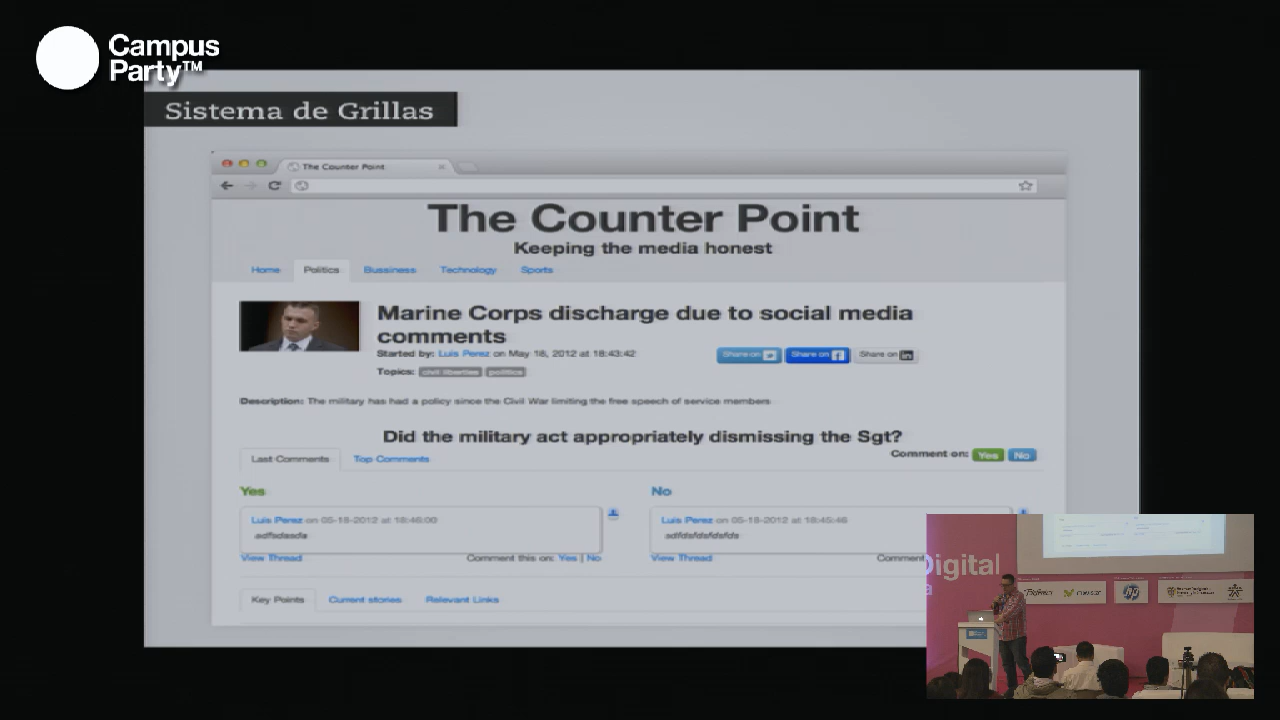 Campus
Party™
Sistema de Grillas
The Counter Point
The Counter Point
Keeping the media honest
Home Politics Bussiness Technology Sports
Marine Corps discharge due to social media
comments
Started by: Luis Perez on May 18, 2012 at 18:43:42
Share on Share on Share on
Topics: civil liberties politics
Description: The military has had a policy since the Civil War limiting the free speech of service members
Did the military act appropriately dismissing the Sgt?
Last Comments Top Comments
Comment on: Yes No
Yes No
Luis Perez on 05-18-2012 at 18:46:00
Luis Perez on 05-18-2012 at 18:45:46
View Thread Comment this on: Yes | No
View Thread Comment
Key Points Current stories Relevant Links
Digital
hp